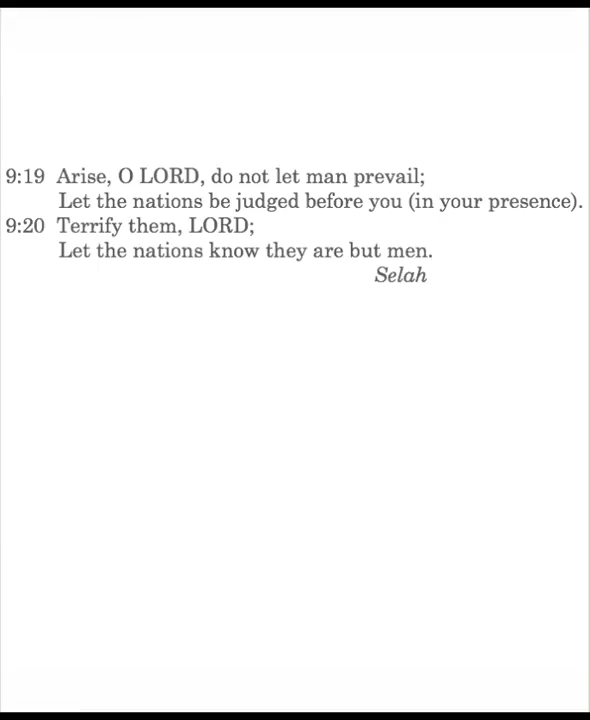 9:19 Arise, O LORD, do not let man prevail;
Let the nations be judged before you (in your presence).
9:20 Terrify them, LORD;
Let the nations know they are but men.
Selah